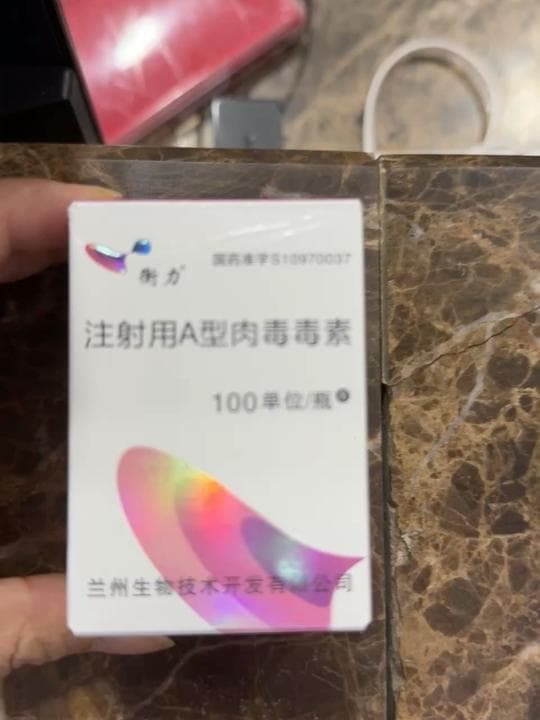 衡力
国药准字S10970037
注射用A型肉毒毒素
100单位/瓶
兰州生物技术开发有限公司